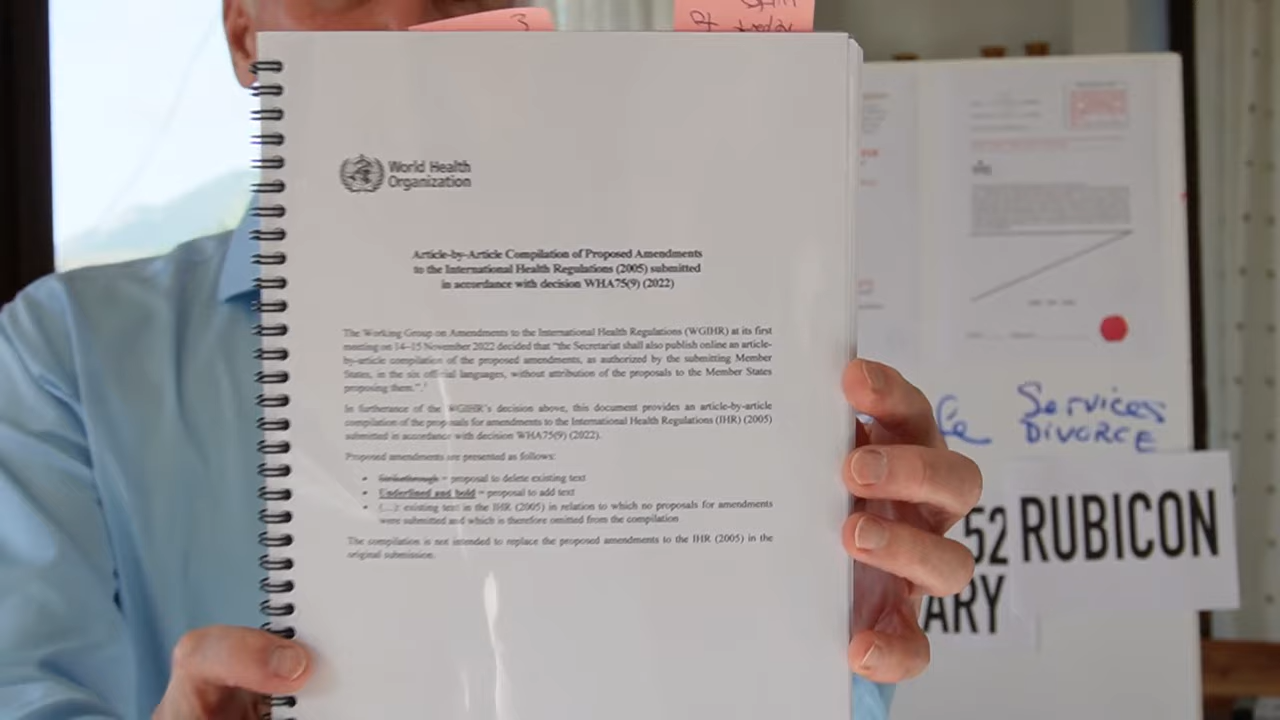 3
World Health
Organization
Article-by-Article Compilation of Proposed Amendments
to the International Health Regulations (2005) submitted
in accordance with decision WHA75(9) (2022)
The Working Group on Amendments to the International Health Regulations (WGIHR) at its first
meeting on 14–15 November 2022 decided that "the Secretariat shall also publish online an article-
by-article compilation of the proposed amendments, as authorized by the submitting Member
States, in the six official languages, without attribution of the proposals to the Member States
proposing them."
In furtherance of the WGIHR's decision above, this document provides an article-by-article
compilation of the proposals for amendments to the International Health Regulations (IHR) (2005)
submitted in accordance with decision WHA75(9) (2022).
Proposed amendments are presented as follows:
• Strikethrough = proposal to delete existing text
• Underlined and bold = proposal to add text
• (...): existing text in the IHR (2005) in relation to which no proposals for amendments
were submitted and which is therefore omitted from the compilation
The compilation is not intended to replace the proposed amendments to the IHR (2005) in the
original submission.
Services
DIVORCE
52 RUBICON
ARY